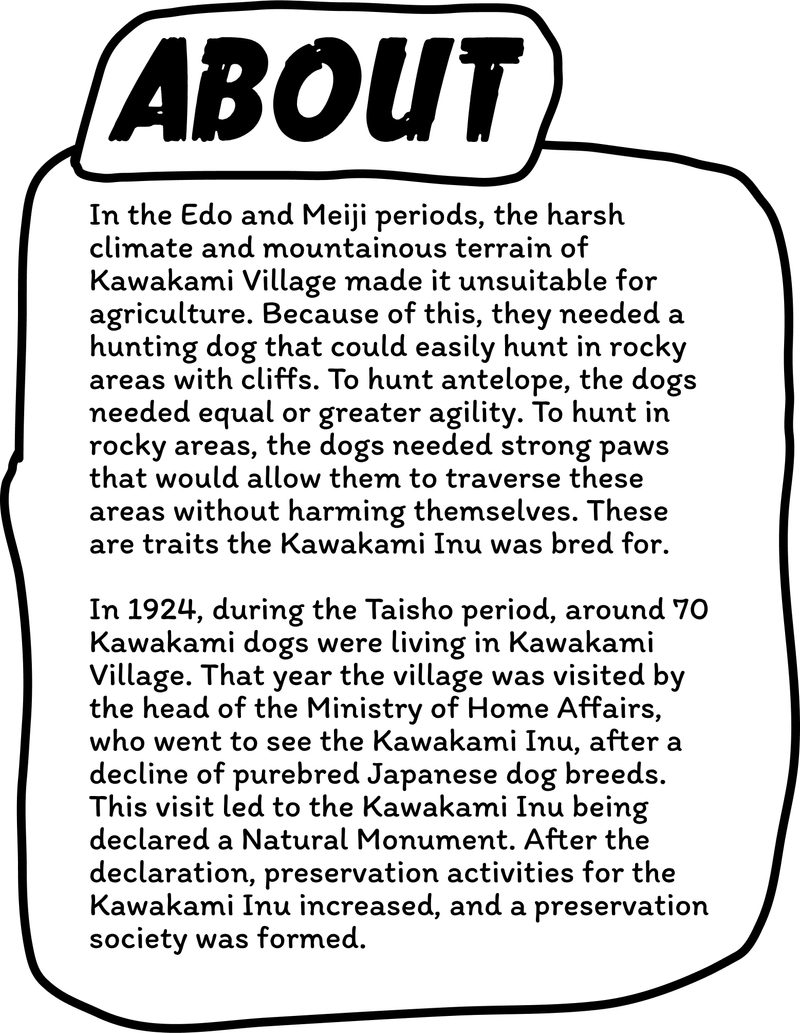 ABOUT
In the Edo and Meiji periods, the harsh
climate and mountainous terrain of
Kawakami Village made it unsuitable for
agriculture. Because of this, they needed a
hunting dog that could easily hunt in rocky
areas with cliffs. To hunt antelope, the dogs
needed equal or greater agility. To hunt in
rocky areas, the dogs needed strong paws
that would allow them to traverse these
areas without harming themselves. These
are traits the Kawakami Inu was bred for.

In 1924, during the Taisho period, around 70
Kawakami dogs were living in Kawakami
Village. That year the village was visited by
the head of the Ministry of Home Affairs,
who went to see the Kawakami Inu, after a
decline of purebred Japanese dog breeds.
This visit led to the Kawakami Inu being
declared a Natural Monument. After the
declaration, preservation activities for the
Kawakami Inu increased, and a preservation
society was formed.